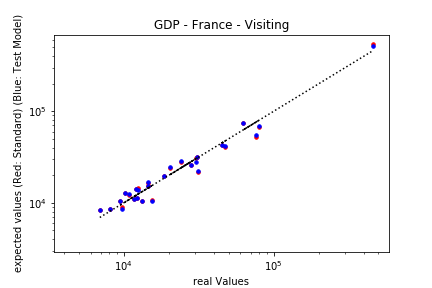 GDP - France - Visiting
expected values (Red: Standard) (Blue: Test Model)
10⁵
10⁴
10⁴ 10⁵
real Values